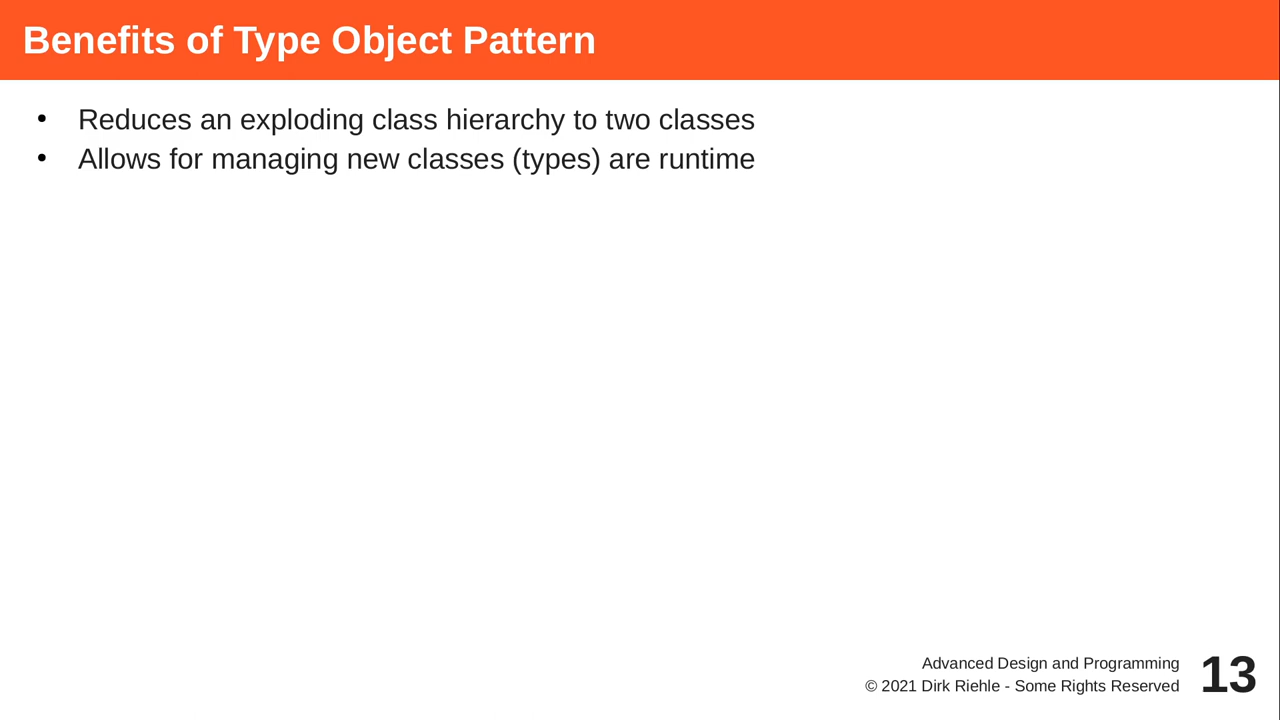 Benefits of Type Object Pattern
• Reduces an exploding class hierarchy to two classes
• Allows for managing new classes (types) are runtime
Advanced Design and Programming
© 2021 Dirk Riehle - Some Rights Reserved
13